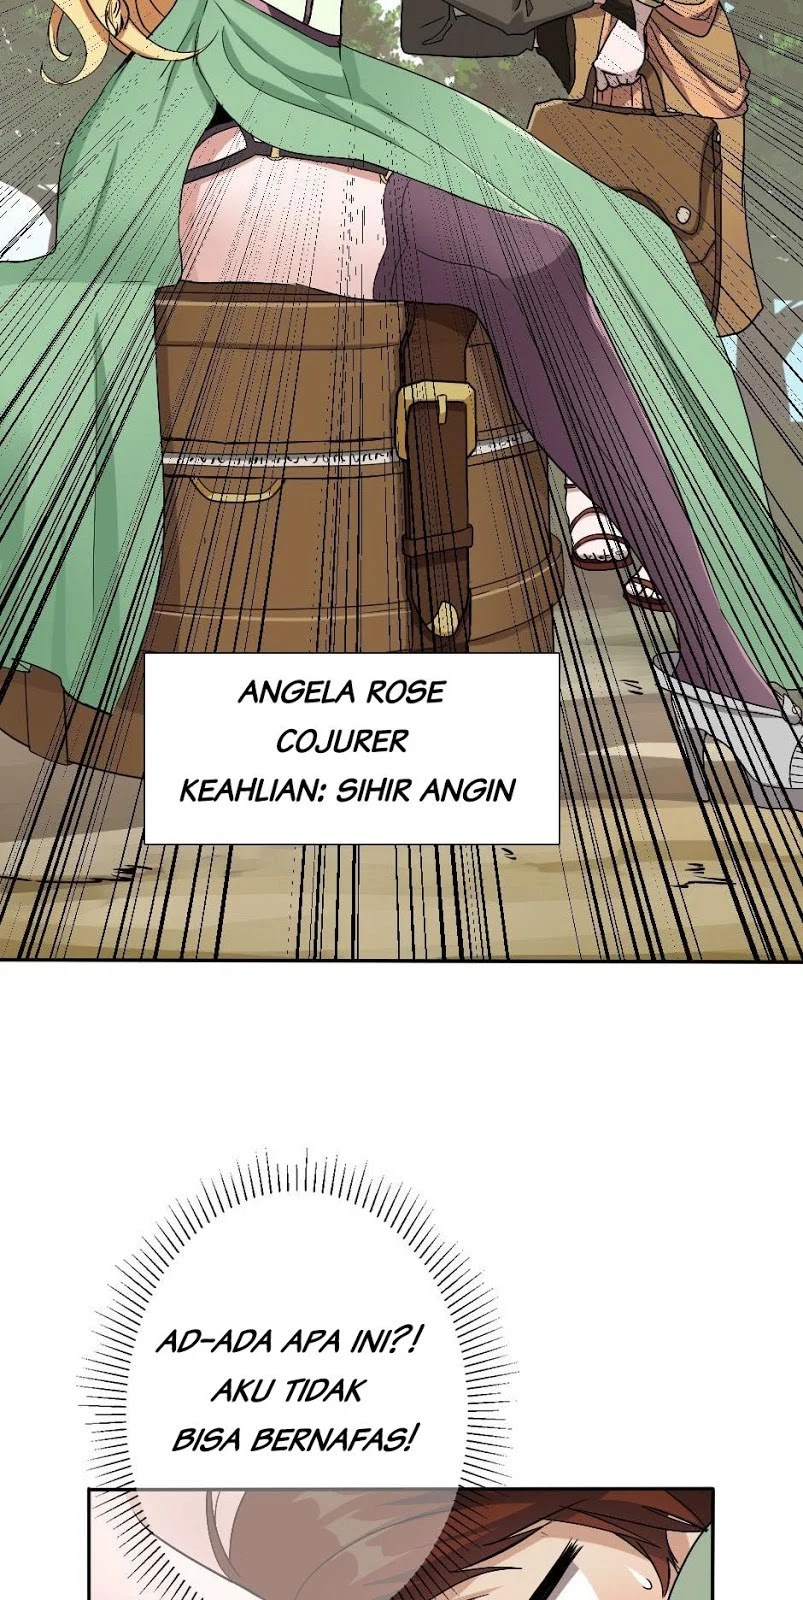 ANGELA ROSE
COJURER
KEAHLIAN: SIHIR ANGIN
AD-ADA APA INI?!
AKU TIDAK
BISA BERNAFAS!